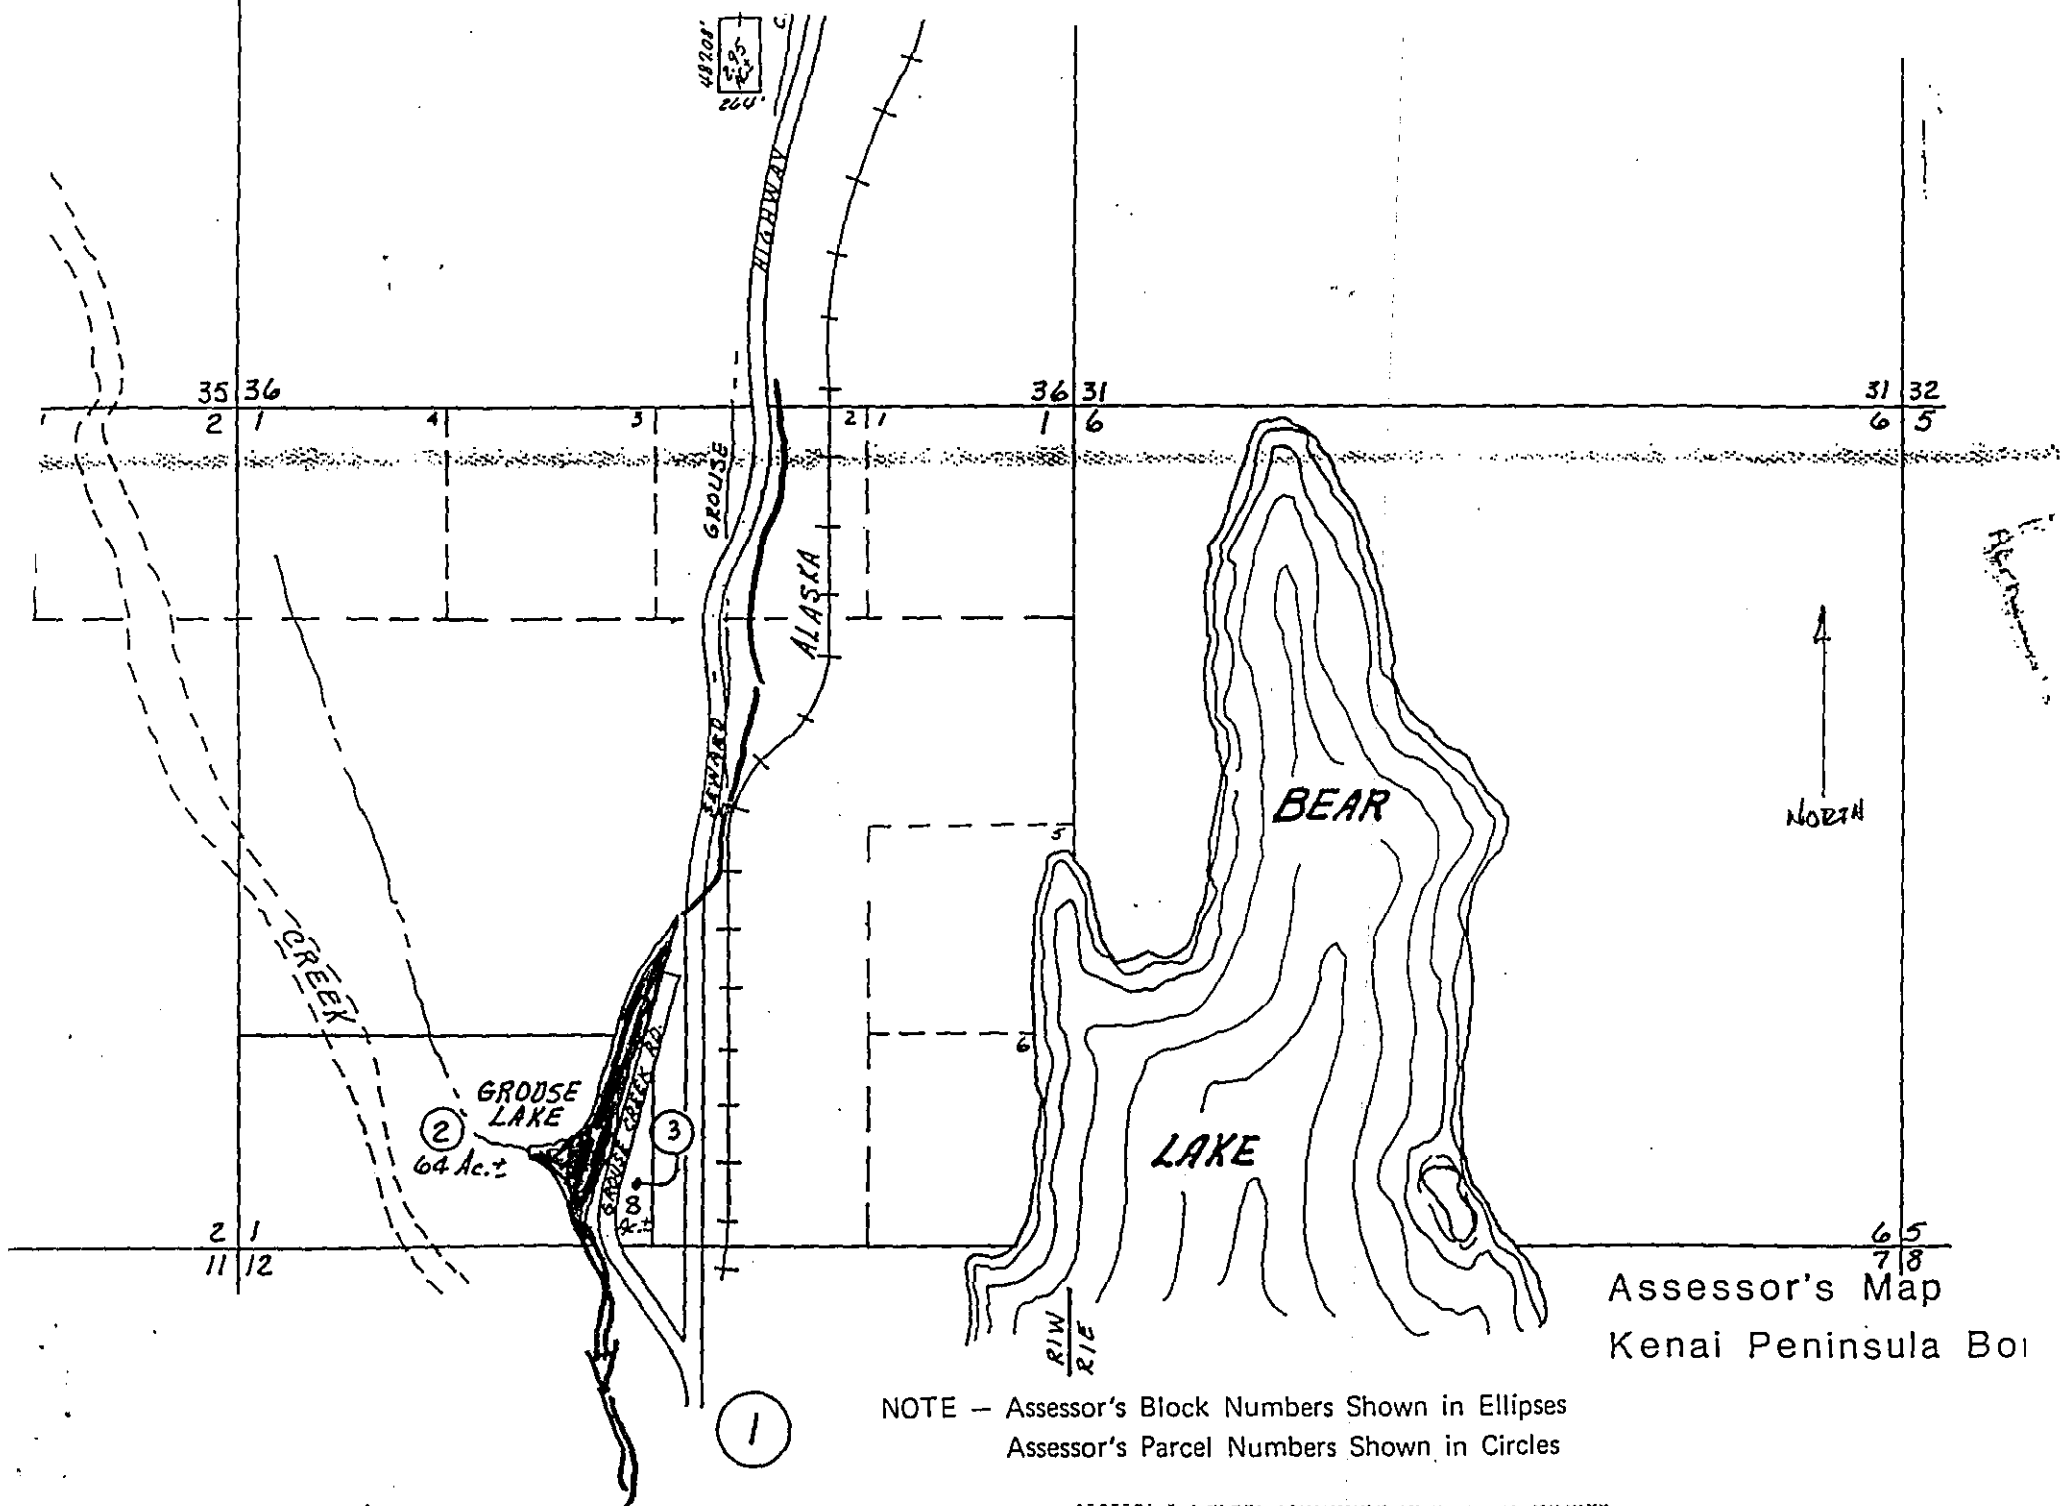 487.08'
2.95
264'
C
HIGHWAY
35 36
2 1
4
3
2 1
36 31
1 6
31 32
6 5
GROUSE
ALASKA
SEWARD
BEAR
NORTH
5
CREEK
6
GROUSE
LAKE
2
64 Ac.±
GROUSE CREEK RD.
3
8
Ac.±
LAKE
2 1
11 12
6 5
7 8
R1W
R1E
Assessor's Map
Kenai Peninsula Bor
1
NOTE — Assessor's Block Numbers Shown in Ellipses
Assessor's Parcel Numbers Shown in Circles